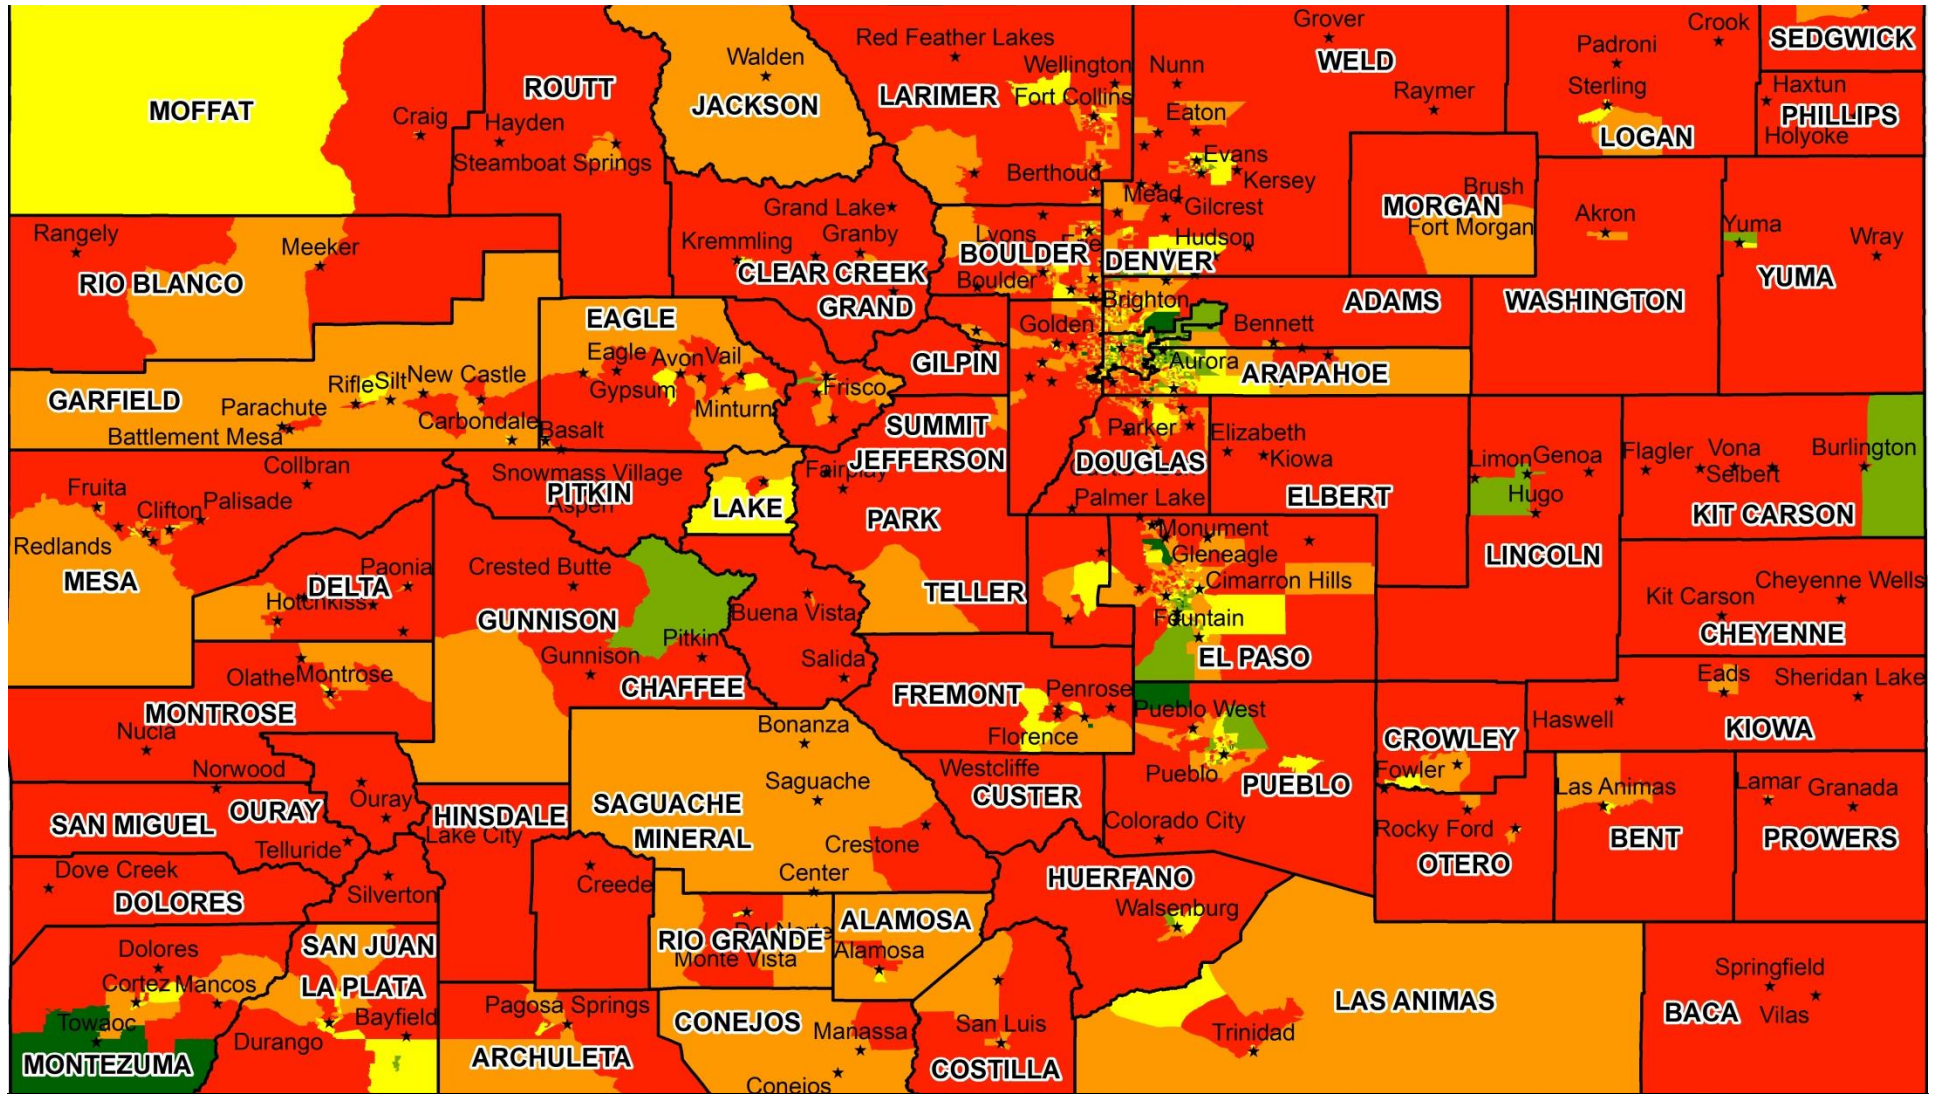 Grover
Crook
Padroni
SEDGWICK
Red Feather Lakes
Walden
WELD
Wellington
Nunn
ROUTT
Haxtun
Sterling
Raymer
LARIMER
Fort Collins
JACKSON
MOFFAT
PHILLIPS
Eaton
Craig
Hayden
LOGAN
Holyoke
Steamboat Springs
Evans
Berthoud
Kersey
Brush
Mead
Grand Lake
Gilcrest
MORGAN
Akron
Fort Morgan
Yuma
Rangely
Meeker
Kremmling
Granby
Lyons
Erie
Hudson
Wray
BOULDER
DENVER
CLEAR CREEK
YUMA
RIO BLANCO
Boulder
Brighton
ADAMS
WASHINGTON
GRAND
EAGLE
Golden
Bennett
Eagle
Avon
Vail
GILPIN
Aurora
ARAPAHOE
Rifle
Silt
New Castle
Gypsum
Frisco
GARFIELD
Parachute
Minturn
Carbondale
Basalt
SUMMIT
Parker
Elizabeth
Battlement Mesa
Kiowa
Flagler
Vona
Burlington
Limon
Genoa
JEFFERSON
DOUGLAS
Collbran
Snowmass Village
Fairplay
Seibert
PITKIN
Aspen
Fruita
Palisade
Clifton
LAKE
Palmer Lake
ELBERT
Hugo
PARK
KIT CARSON
Monument
Redlands
Gleneagle
LINCOLN
MESA
Paonia
DELTA
Crested Butte
Cimarron Hills
Cheyenne Wells
TELLER
Hotchkiss
Kit Carson
Buena Vista
GUNNISON
Fountain
CHEYENNE
Pitkin
Gunnison
Salida
EL PASO
Olathe
Montrose
Eads
Sheridan Lake
CHAFFEE
FREMONT
Penrose
MONTROSE
Pueblo West
Nucla
Bonanza
Florence
Haswell
KIOWA
CROWLEY
Norwood
Westcliffe
Pueblo
Fowler
Saguache
PUEBLO
Las Animas
Lamar
Granada
Ouray
SAGUACHE
CUSTER
OURAY
HINSDALE
SAN MIGUEL
Lake City
MINERAL
Colorado City
Rocky Ford
BENT
PROWERS
Telluride
Crestone
OTERO
Dove Creek
Center
HUERFANO
Creede
Silverton
DOLORES
Walsenburg
ALAMOSA
SAN JUAN
Del Norte
RIO GRANDE
Dolores
Alamosa
Monte Vista
Springfield
Cortez
Mancos
LA PLATA
LAS ANIMAS
Pagosa Springs
BACA
Vilas
Towaoc
Bayfield
CONEJOS
Manassa
San Luis
Trinidad
Durango
MONTEZUMA
ARCHULETA
COSTILLA
Conejos